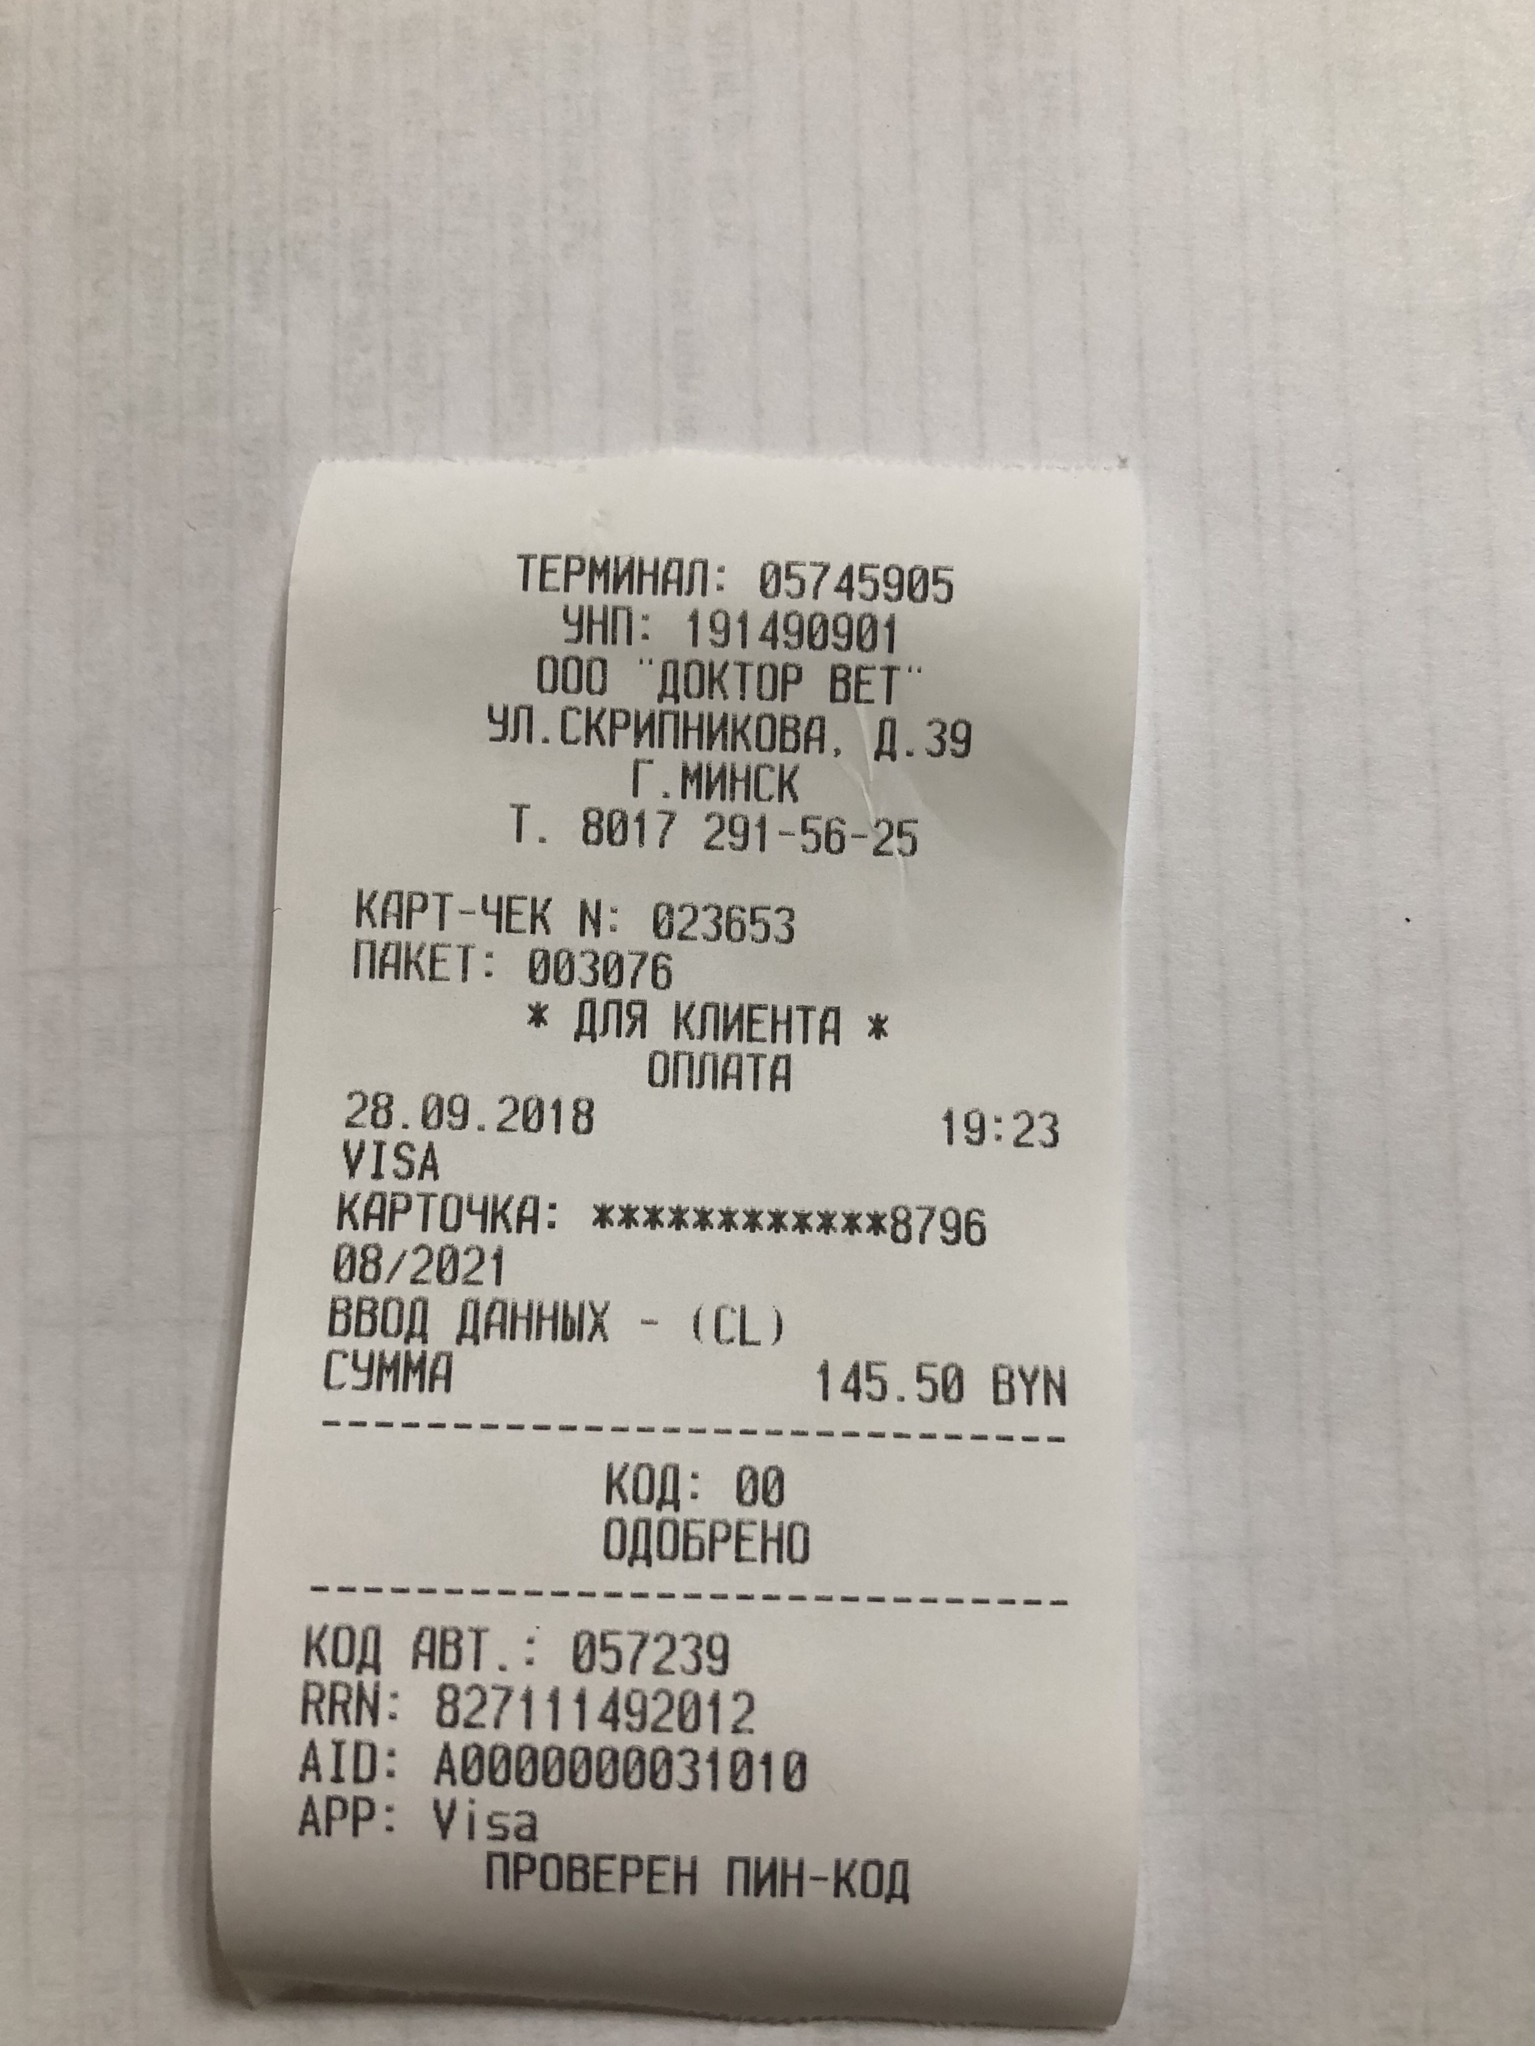 ТЕРМИНАЛ: 05745905
УНП: 191490901
ООО "ДОКТОР ВЕТ"
УЛ.СКРИПНИКОВА, Д.39
Г.МИНСК
Т. 8017 291-56-25
КАРТ-ЧЕК N: 023653
ПАКЕТ: 003076
* ДЛЯ КЛИЕНТА *
ОПЛАТА
28.09.2018 19:23
VISA
КАРТОЧКА: ************8796
08/2021
ВВОД ДАННЫХ - (CL)
СУММА 145.50 BYN
------------------------------
КОД: 00
ОДОБРЕНО
------------------------------
КОД АВТ.: 057239
RRN: 827111492012
AID: A0000000031010
APP: Visa
ПРОВЕРЕН ПИН-КОД